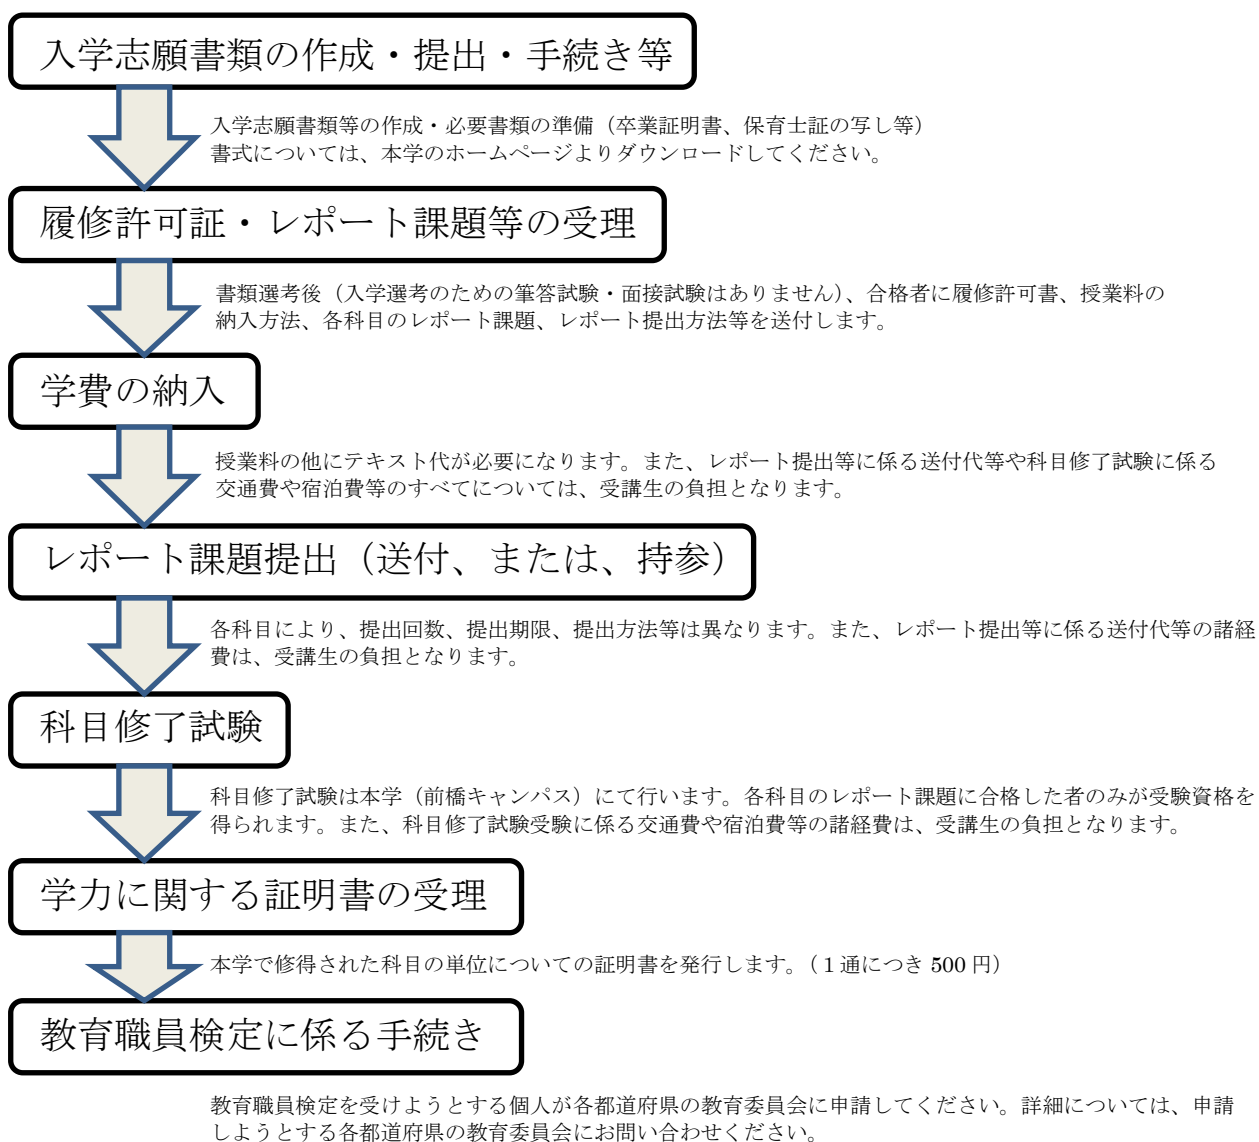 入学志願書類の作成・提出・手続き等
入学志願書類等の作成・必要書類の準備（卒業証明書、保育士証の写し等）
書式については、本学のホームページよりダウンロードしてください。
履修許可証・レポート課題等の受理
書類選考後（入学選考のための筆答試験・面接試験はありません）、合格者に履修許可書、授業料の
納入方法、各科目のレポート課題、レポート提出方法等を送付します。
学費の納入
授業料の他にテキスト代が必要になります。また、レポート提出等に係る送付代等や科目修了試験に係る
交通費や宿泊費等のすべてについては、受講生の負担となります。
レポート課題提出（送付、または、持参）
各科目により、提出回数、提出期限、提出方法等は異なります。また、レポート提出等に係る送付代等の諸経
費は、受講生の負担となります。
科目修了試験
科目修了試験は本学（前橋キャンパス）にて行います。各科目のレポート課題に合格した者のみが受験資格を
得られます。また、科目修了試験受験に係る交通費や宿泊費等の諸経費は、受講生の負担となります。
学力に関する証明書の受理
本学で修得された科目の単位についての証明書を発行します。（１通につき 500 円）
教育職員検定に係る手続き
教育職員検定を受けようとする個人が各都道府県の教育委員会に申請してください。詳細については、申請
しようとする各都道府県の教育委員会にお問い合わせください。